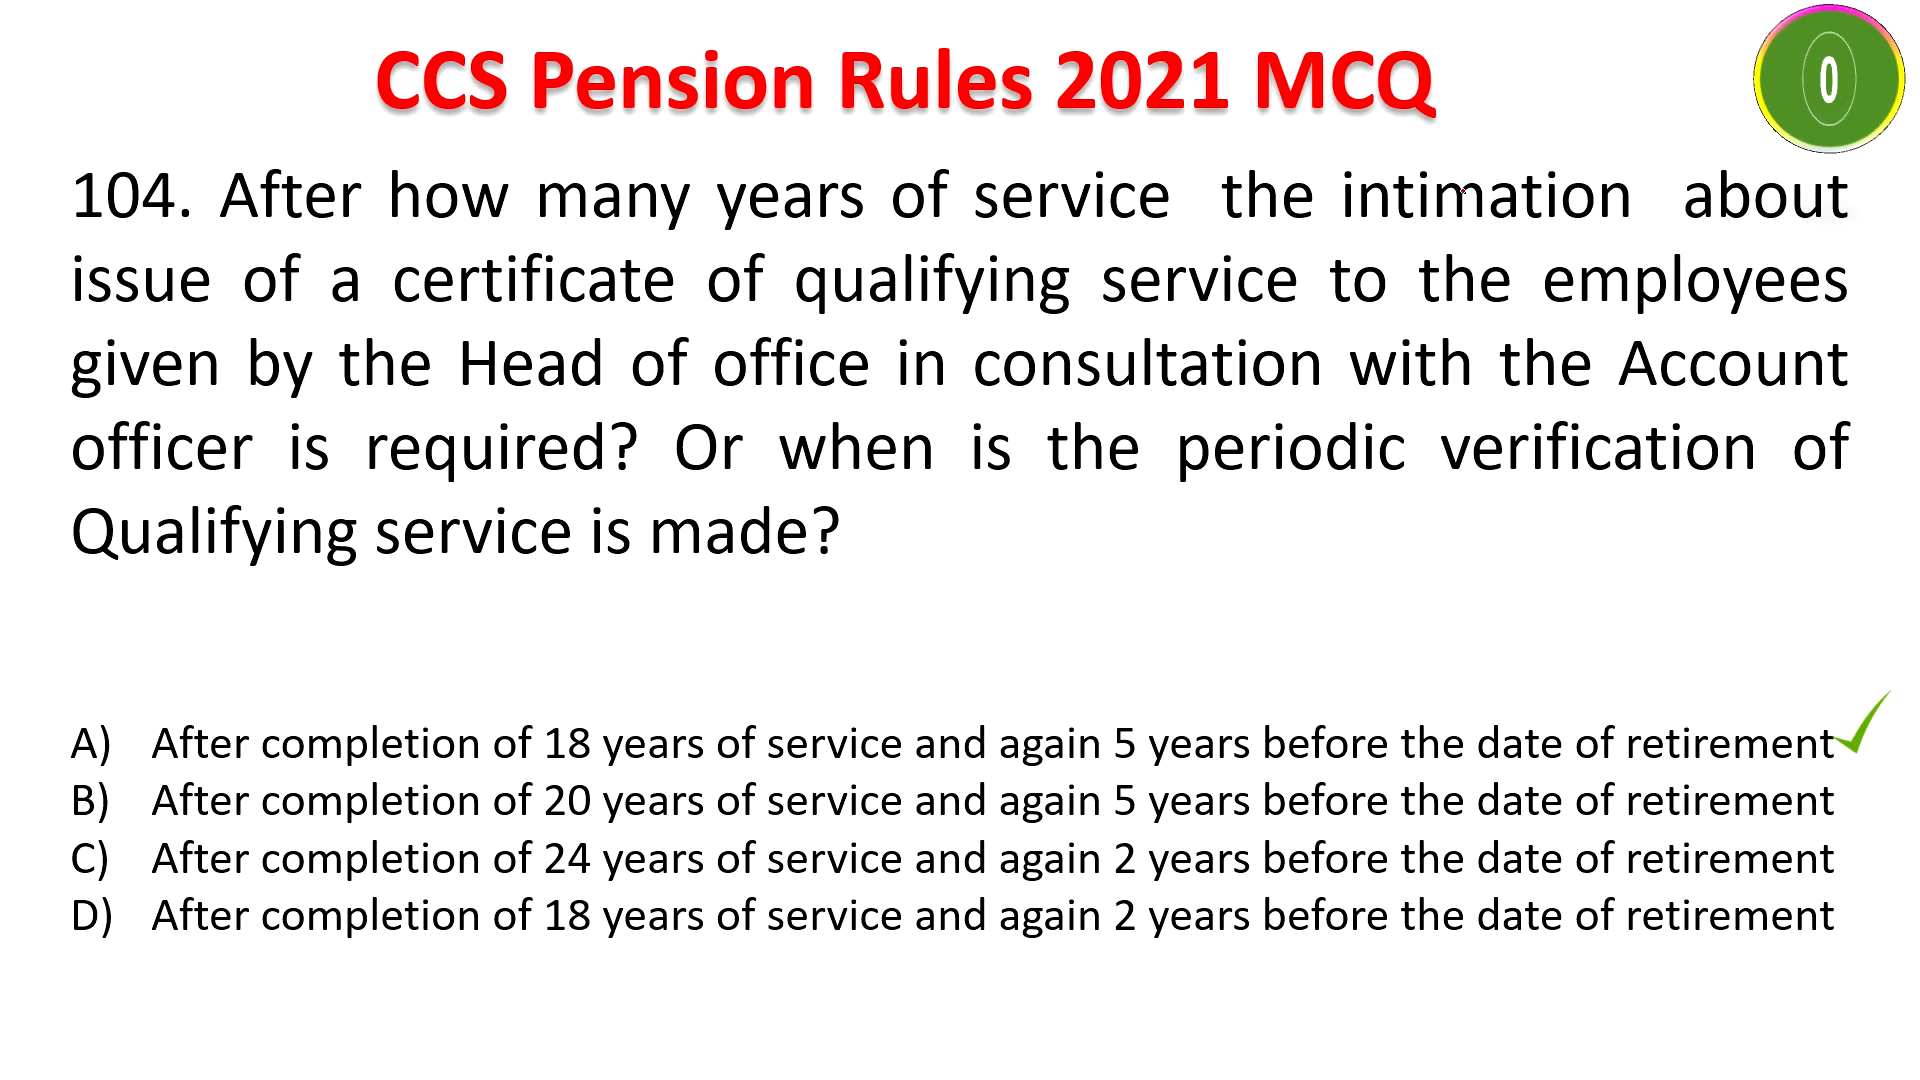 CCS Pension Rules 2021 MCQ
0
104. After how many years of service the intimation about
issue of a certificate of qualifying service to the employees
given by the Head of office in consultation with the Account
officer is required? Or when is the periodic verification of
Qualifying service is made?
A) After completion of 18 years of service and again 5 years before the date of retirement
B) After completion of 20 years of service and again 5 years before the date of retirement
C) After completion of 24 years of service and again 2 years before the date of retirement
D) After completion of 18 years of service and again 2 years before the date of retirement